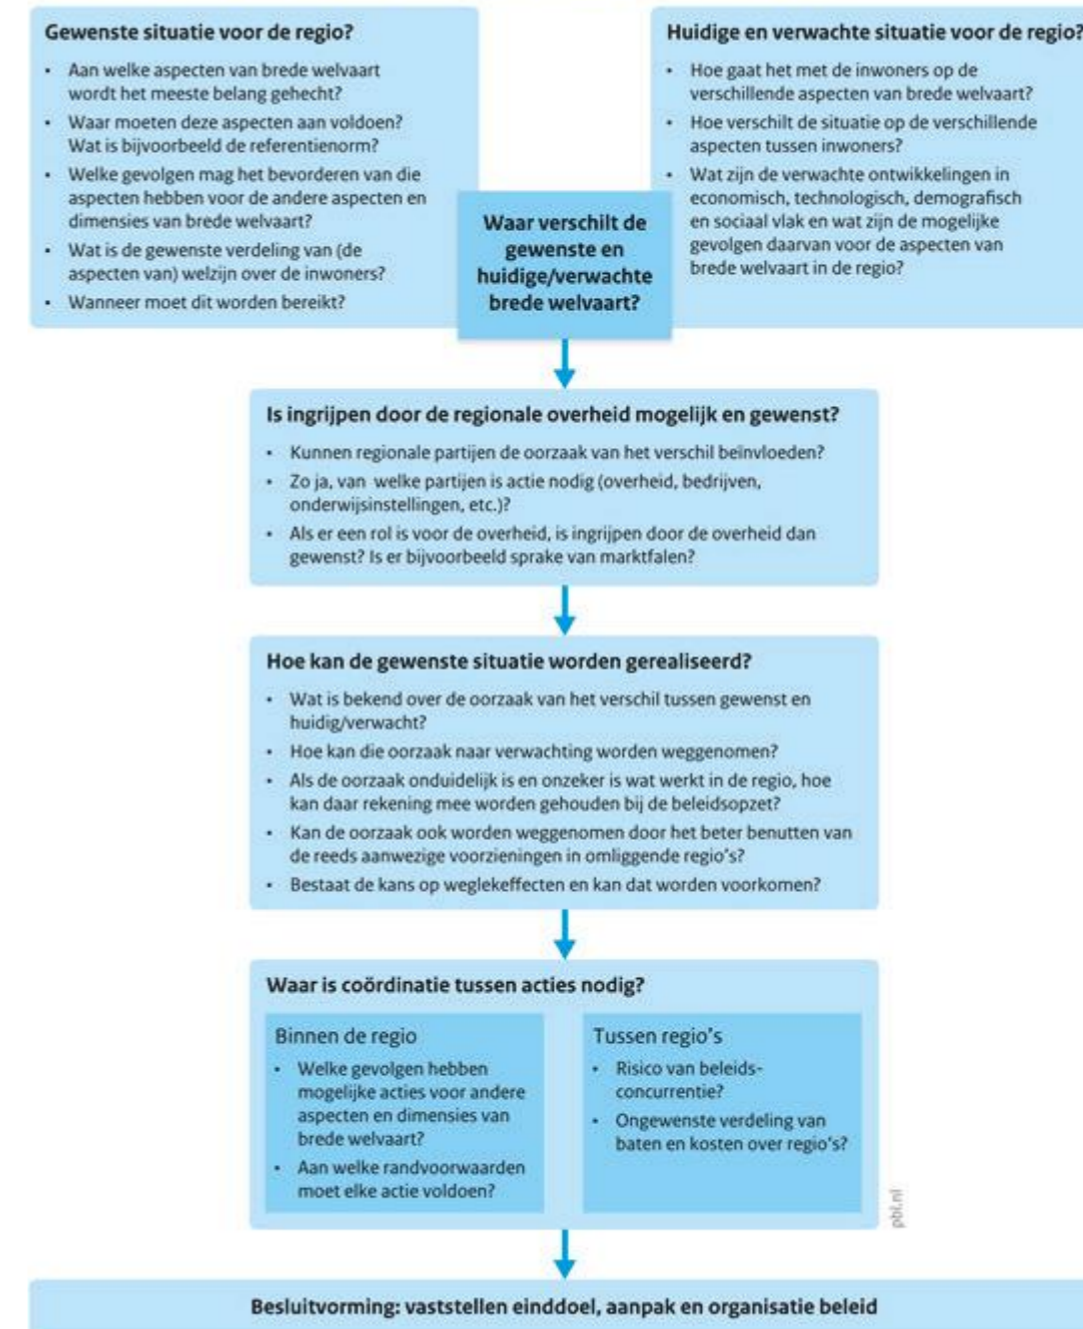 Gewenste situatie voor de regio?
• Aan welke aspecten van brede welvaart
wordt het meeste belang gehecht?
• Waar moeten deze aspecten aan voldoen?
Wat is bijvoorbeeld de referentienorm?
• Welke gevolgen mag het bevorderen van die
aspecten hebben voor de andere aspecten en
dimensies van brede welvaart?
• Wat is de gewenste verdeling van (de
aspecten van) welzijn over de inwoners?
• Wanneer moet dit worden bereikt?
Huidige en verwachte situatie voor de regio?
• Hoe gaat het met de inwoners op de
verschillende aspecten van brede welvaart?
• Hoe verschilt de situatie op de verschillende
aspecten tussen inwoners?
• Wat zijn de verwachte ontwikkelingen in
economisch, technologisch, demografisch
en sociaal vlak en wat zijn de mogelijke
gevolgen daarvan voor de aspecten van
brede welvaart in de regio?
Waar verschilt de
gewenste en
huidige/verwachte
brede welvaart?
Is ingrijpen door de regionale overheid mogelijk en gewenst?
• Kunnen regionale partijen de oorzaak van het verschil beïnvloeden?
• Zo ja, van welke partijen is actie nodig (overheid, bedrijven,
onderwijsinstellingen, etc.)?
• Als er een rol is voor de overheid, is ingrijpen door de overheid dan
gewenst? Is er bijvoorbeeld sprake van marktfalen?
Hoe kan de gewenste situatie worden gerealiseerd?
• Wat is bekend over de oorzaak van het verschil tussen gewenst en
huidig/verwacht?
• Hoe kan die oorzaak naar verwachting worden weggenomen?
• Als de oorzaak onduidelijk is en onzeker is wat werkt in de regio, hoe
kan daar rekening mee worden gehouden bij de beleidsopzet?
• Kan de oorzaak ook worden weggenomen door het beter benutten van
de reeds aanwezige voorzieningen in omliggende regio's?
• Bestaat de kans op weglekeffecten en kan dat worden voorkomen?
Waar is coördinatie tussen acties nodig?
Binnen de regio
• Welke gevolgen hebben
mogelijke acties voor andere
aspecten en dimensies van
brede welvaart?
• Aan welke randvoorwaarden
moet elke actie voldoen?
Tussen regio's
• Risico van beleids-
concurrentie?
• Ongewenste verdeling van
baten en kosten over regio's?
pbl.nl
Besluitvorming: vaststellen einddoel, aanpak en organisatie beleid